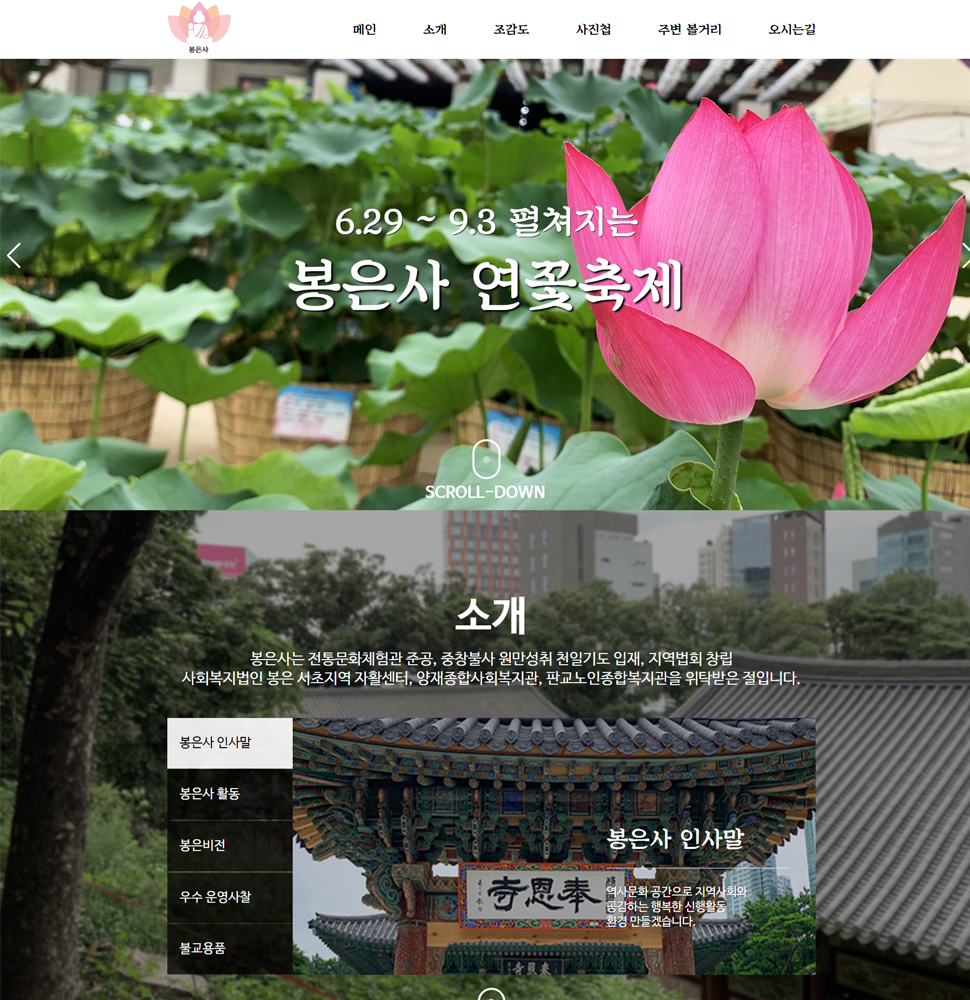 봉은사
메인
소개
조감도
사진첩
주변 볼거리
오시는길
6.29 ~ 9.3 펼쳐지는
봉은사 연꽃축제
SCROLL-DOWN
소개
봉은사는 전통문화체험관 준공, 중창불사 원만성취 천일기도 입재, 지역법회 창립
사회복지법인 봉은 서초지역 자활센터, 양재종합사회복지관, 판교노인종합복지관을 위탁받은 절입니다.
봉은사 인사말
봉은사 활동
봉은비전
우수 운영사찰
불교용품
봉은사 인사말
역사문화 공간으로 지역사회와
공감하는 행복한 신행활동
환경 만들겠습니다.
寺恩奉
寺恩奉